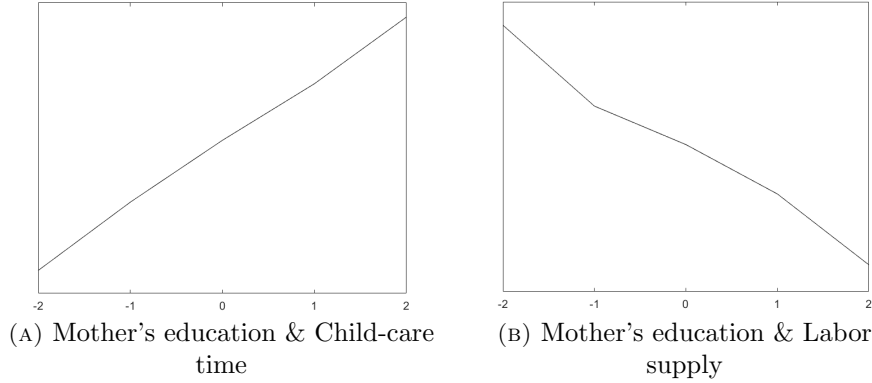 -2 -1 0 1 2
(A) Mother's education & Child-care
time
-2 -1 0 1 2
(B) Mother's education & Labor
supply